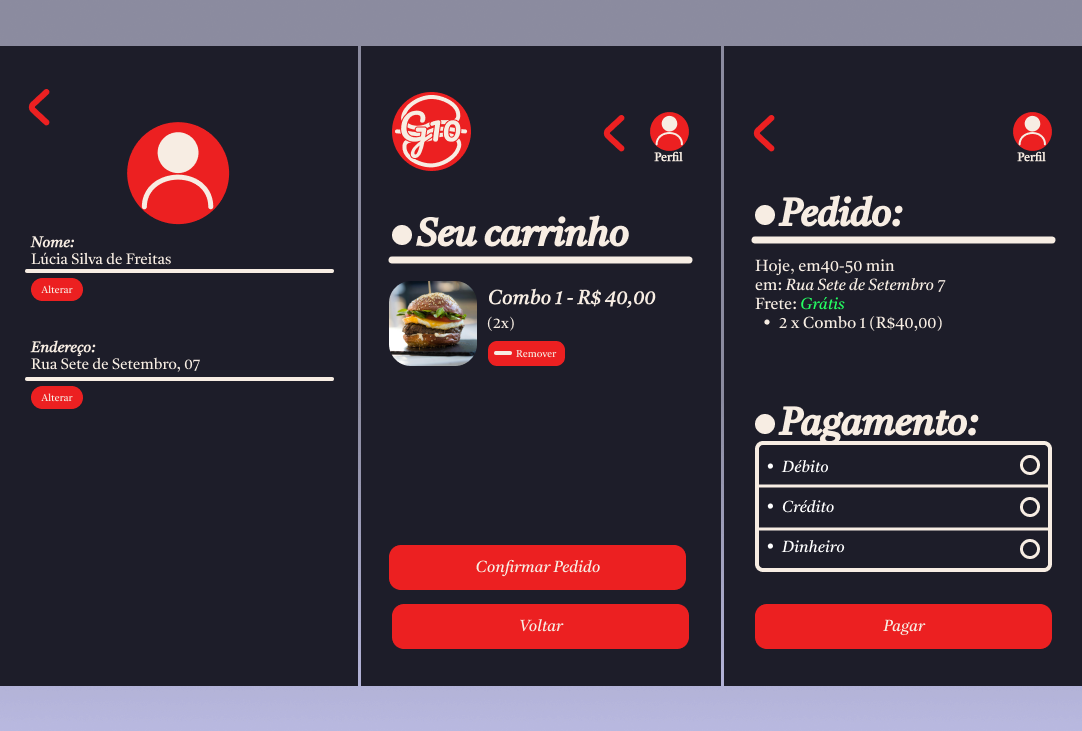 Nome:
Lúcia Silva de Freitas
Alterar
Endereço:
Rua Sete de Setembro, 07
Alterar
Giro
Perfil
Seu carrinho
Combo 1 - R$ 40,00
(2x)
Remover
Confirmar Pedido
Voltar
Perfil
Pedido:
Hoje, em40-50 min
em: Rua Sete de Setembro 7
Frete: Grátis
• 2 x Combo 1 (R$40,00)
Pagamento:
• Débito
• Crédito
• Dinheiro
Pagar